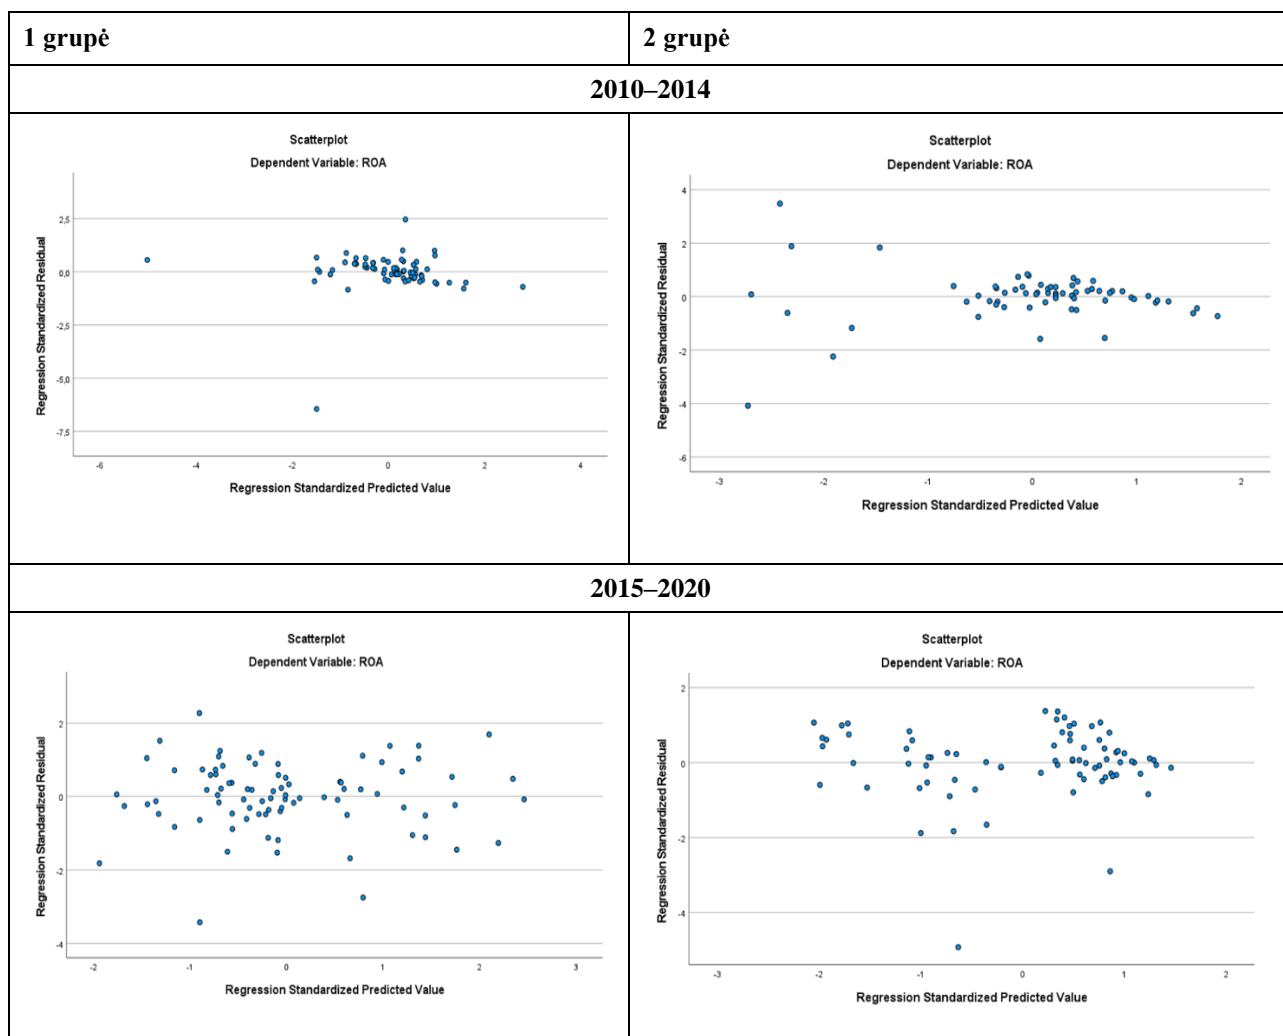 1 grupė
2 grupė
2010–2014
Scatterplot
Dependent Variable: ROA
Regression Standardized Residual
2,5
0,0
-2,5
-5,0
-7,5
-6
-4
-2
0
2
4
Regression Standardized Predicted Value
Scatterplot
Dependent Variable: ROA
Regression Standardized Residual
4
2
0
-2
-4
-6
-3
-2
-1
0
1
2
Regression Standardized Predicted Value
2015–2020
Scatterplot
Dependent Variable: ROA
Regression Standardized Residual
2
0
-2
-4
-2
-1
0
1
2
3
Regression Standardized Predicted Value
Scatterplot
Dependent Variable: ROA
Regression Standardized Residual
2
0
-2
-4
-3
-2
-1
0
1
2
Regression Standardized Predicted Value